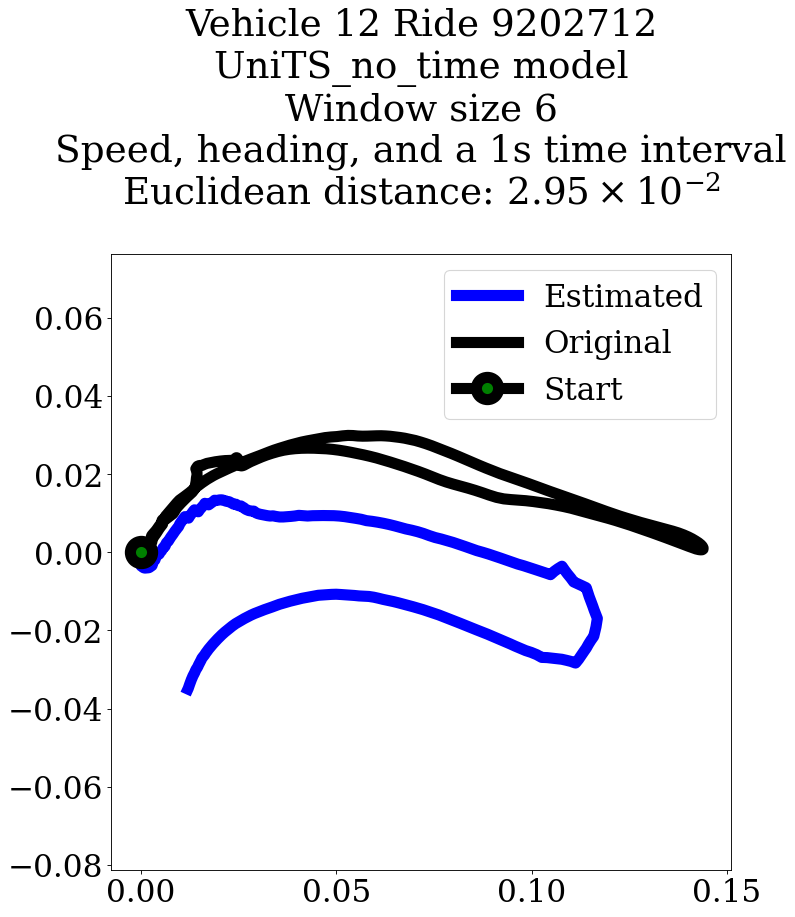 Vehicle 12 Ride 9202712
UniTS_no_time model
Window size 6
Speed, heading, and a 1s time interval
Euclidean distance: 2.95 × 10⁻²
Estimated
Original
Start
0.06
0.04
0.02
0.00
−0.02
−0.04
−0.06
−0.08
0.00 0.05 0.10 0.15